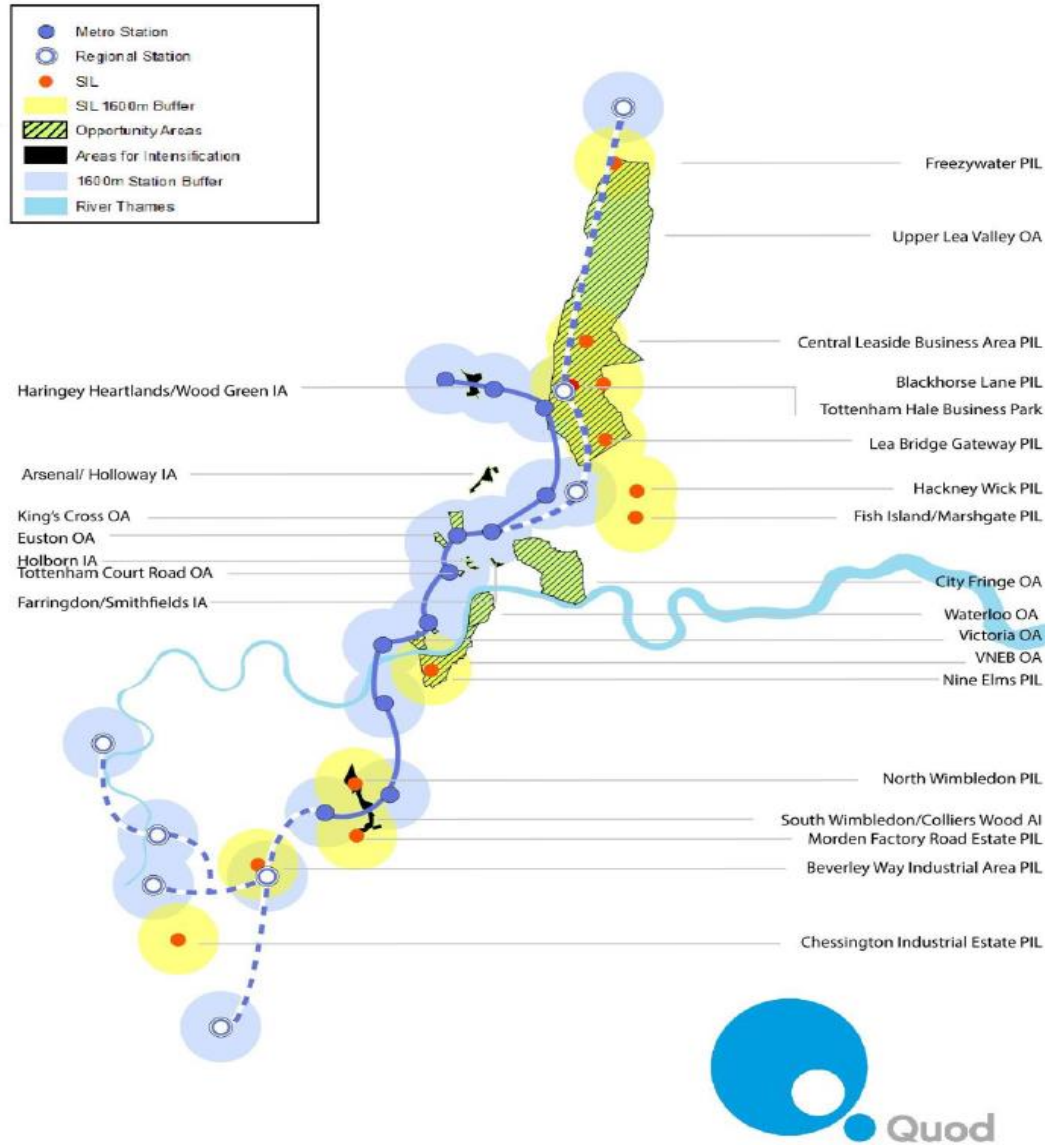 Metro Station
Regional Station
SIL
SIL 1600m Buffer
Opportunity Areas
Areas for Intensification
1600m Station Buffer
River Thames
Freezywater PIL
Upper Lea Valley OA
Central Leaside Business Area PIL
Blackhorse Lane PIL
Tottenham Hale Business Park
Lea Bridge Gateway PIL
Hackney Wick PIL
Fish Island/Marshgate PIL
Haringey Heartlands/Wood Green IA
Arsenal/ Holloway IA
King's Cross OA
Euston OA
Holborn IA
Tottenham Court Road OA
Farringdon/Smithfields IA
City Fringe OA
Waterloo OA
Victoria OA
VNEB OA
Nine Elms PIL
North Wimbledon PIL
South Wimbledon/Colliers Wood AI
Morden Factory Road Estate PIL
Beverley Way Industrial Area PIL
Chessington Industrial Estate PIL
Quod